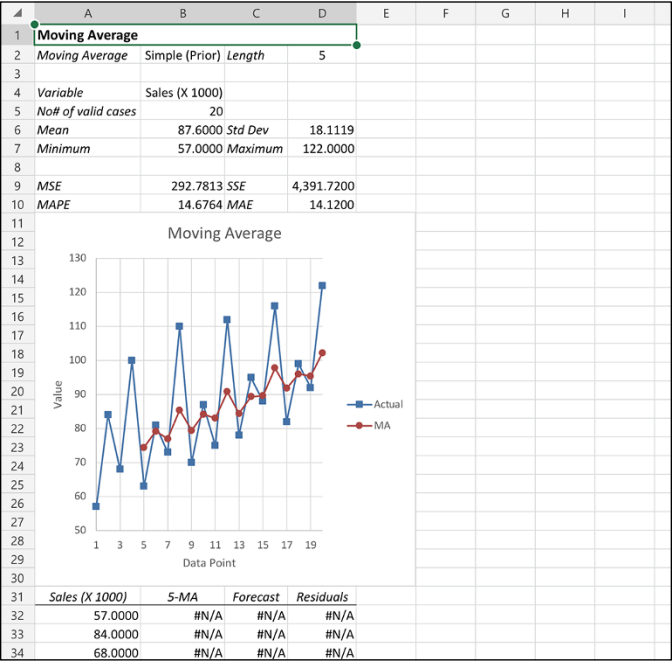 A B C D E F G H I
1 Moving Average
2 Moving Average Simple (Prior) Length 5
3
4 Variable Sales (X 1000)
5 No# of valid cases 20
6 Mean 87.6000 Std Dev 18.1119
7 Minimum 57.0000 Maximum 122.0000
8
9 MSE 292.7813 SSE 4,391.7200
10 MAPE 14.6764 MAE 14.1200
11
12
13
14
15
16
17
18
19
20
21
22
23
24
25
26
27
28
29
30
Moving Average
130
120
110
100
90
80
70
60
50
Value
1 3 5 7 9 11 13 15 17 19
Data Point
Actual
MA
31 Sales (X 1000) 5-MA Forecast Residuals
32 57.0000 #N/A #N/A #N/A
33 84.0000 #N/A #N/A #N/A
34 68.0000 #N/A #N/A #N/A